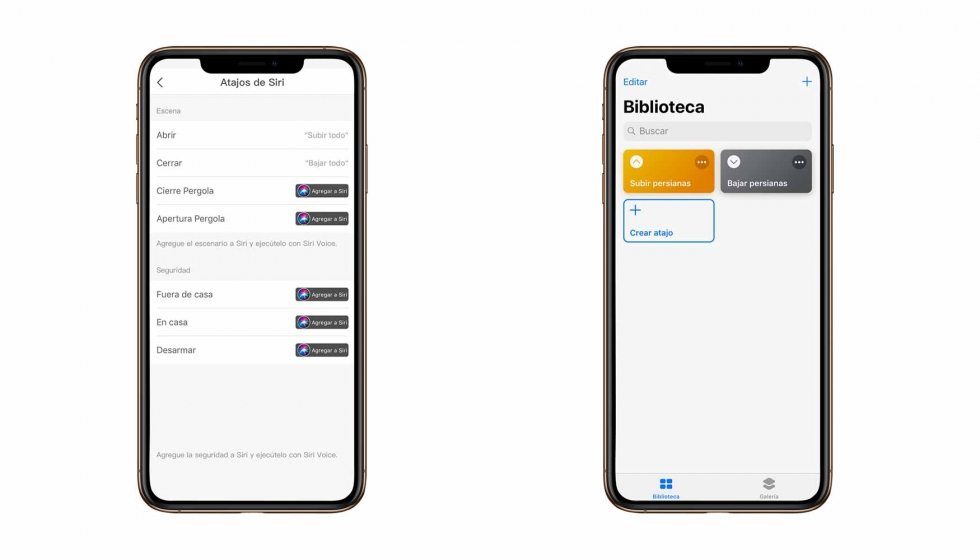 Atajos de Siri
Escena
Abrir "Subir todo"
Cerrar "Bajar todo"
Cierre Pergola Agregar a Siri
Apertura Pergola Agregar a Siri
Agregue el escenario a Siri y ejecútelo con Siri Voice.
Seguridad
Fuera de casa Agregar a Siri
En casa Agregar a Siri
Desarmar Agregar a Siri
Agregue la seguridad a Siri y ejecútelo con Siri Voice.
Editar
Biblioteca
Buscar
Subir persianas Bajar persianas
Crear atajo
Biblioteca Galería